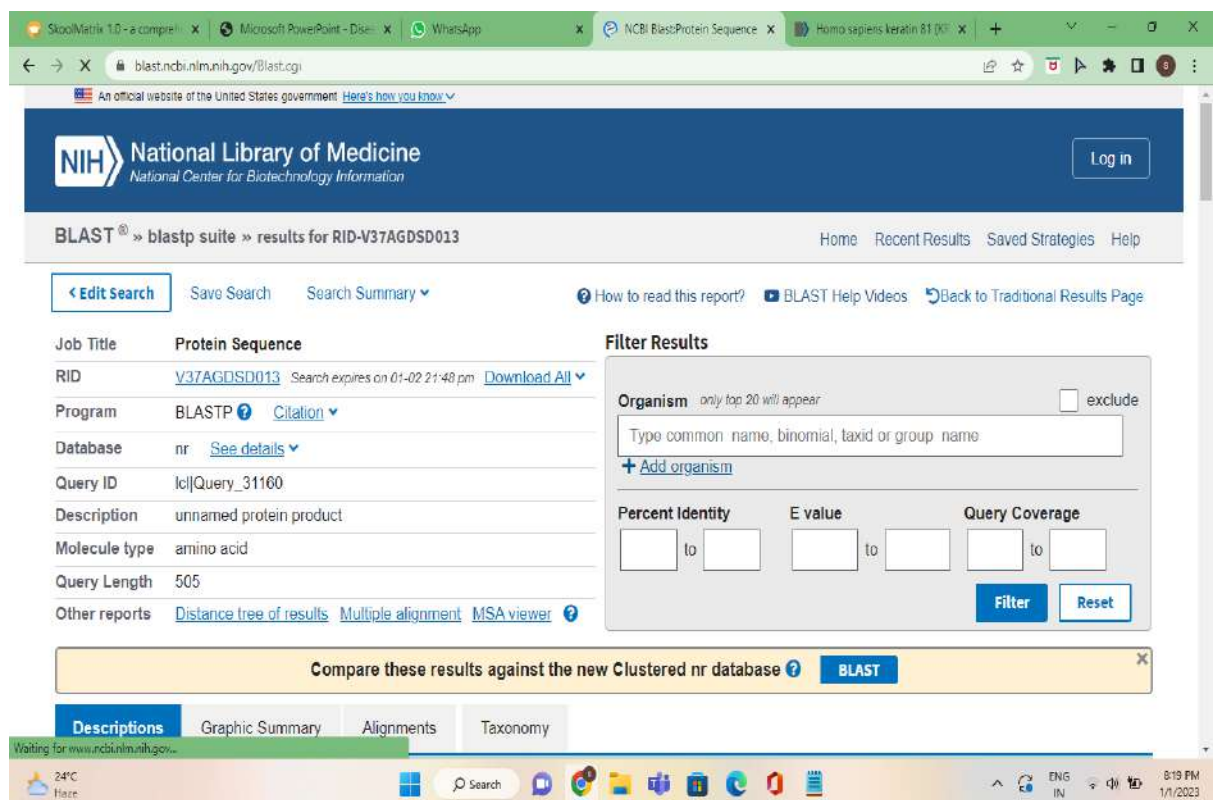 SkoolMatrix 1.0 - a compreh Microsoft PowerPoint - Dise WhatsApp NCBI Blast:Protein Sequence Homo sapiens keratin 81 (KR
blast.ncbi.nlm.nih.gov/Blast.cgi
An official website of the United States government Here's how you know
NIH National Library of Medicine
National Center for Biotechnology Information
Log in
BLAST ® » blastp suite » results for RID-V37AGDSD013
Home Recent Results Saved Strategies Help
< Edit Search Save Search Search Summary
How to read this report? BLAST Help Videos Back to Traditional Results Page
Job Title Protein Sequence
RID V37AGDSD013 Search expires on 01-02 21:48 pm Download All
Program BLASTP Citation
Database nr See details
Query ID lcl|Query_31160
Description unnamed protein product
Molecule type amino acid
Query Length 505
Other reports Distance tree of results Multiple alignment MSA viewer
Filter Results
Organism only top 20 will appear exclude
Type common name, binomial, taxid or group name
+ Add organism
Percent Identity E value Query Coverage
to to to
Filter Reset
Compare these results against the new Clustered nr database BLAST
Descriptions Graphic Summary Alignments Taxonomy
Waiting for www.ncbi.nlm.nih.gov...
24°C
Haze
Search
ENG
IN
8:19 PM
1/1/2023